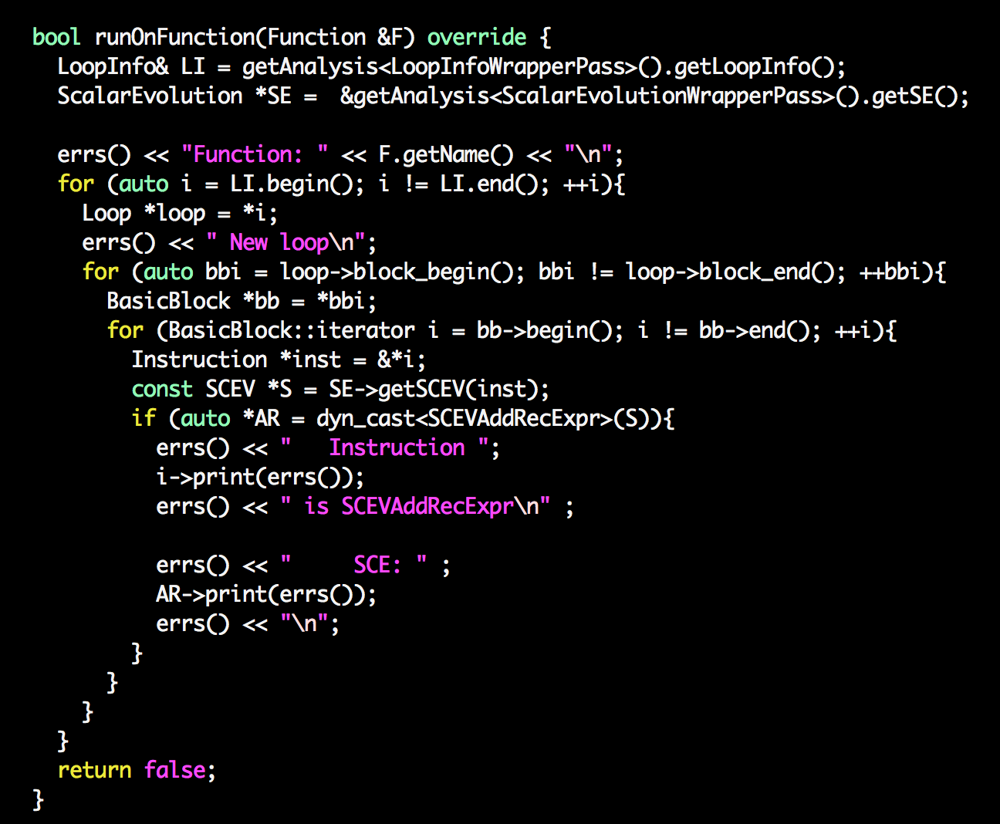 bool runOnFunction(Function &F) override {
  LoopInfo& LI = getAnalysis<LoopInfoWrapperPass>().getLoopInfo();
  ScalarEvolution *SE =  &getAnalysis<ScalarEvolutionWrapperPass>().getSE();

  errs() << "Function: " << F.getName() << "\n";
  for (auto i = LI.begin(); i != LI.end(); ++i){
    Loop *loop = *i;
    errs() << " New loop\n";
    for (auto bbi = loop->block_begin(); bbi != loop->block_end(); ++bbi){
      BasicBlock *bb = *bbi;
      for (BasicBlock::iterator i = bb->begin(); i != bb->end(); ++i){
        Instruction *inst = &*i;
        const SCEV *S = SE->getSCEV(inst);
        if (auto *AR = dyn_cast<SCEVAddRecExpr>(S)){
          errs() << "   Instruction ";
          i->print(errs());
          errs() << " is SCEVAddRecExpr\n" ;

          errs() << "     SCE: " ;
          AR->print(errs());
          errs() << "\n";
        }
      }
    }
  }
  return false;
}